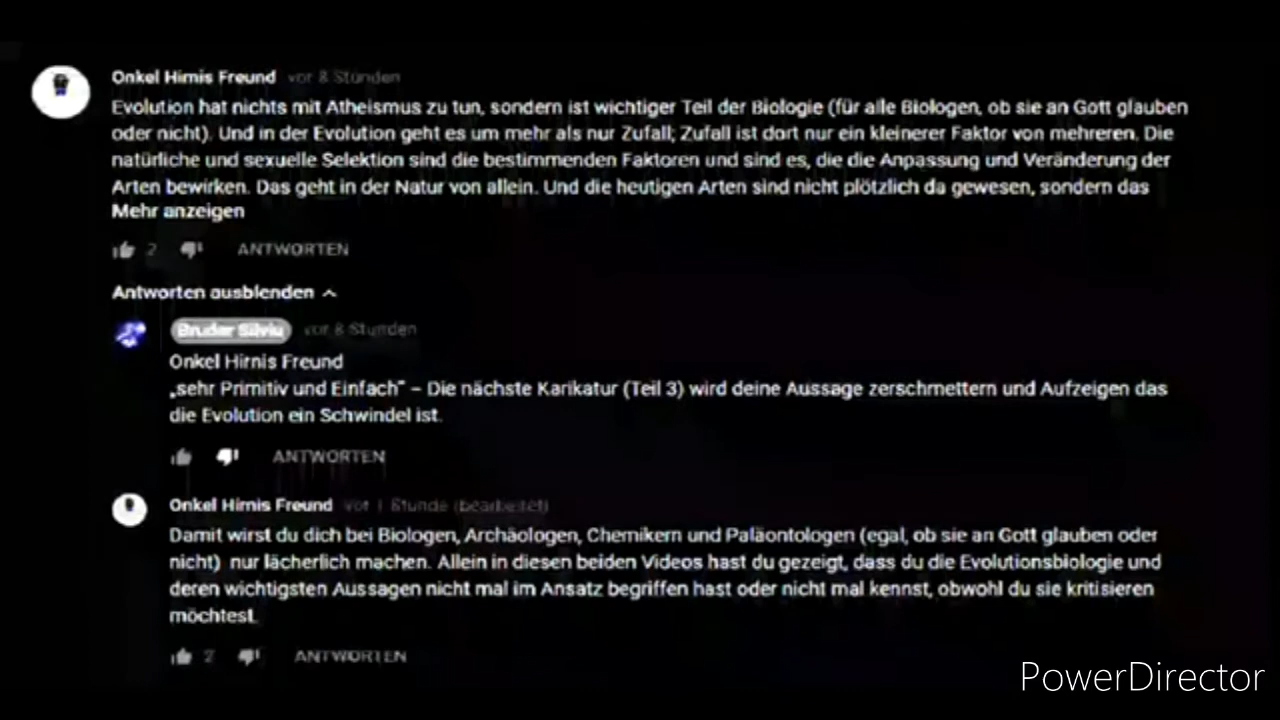 Onkel Hirnis Freund vor 8 Stunden
Evolution hat nichts mit Atheismus zu tun, sondern ist wichtiger Teil der Biologie (für alle Biologen, ob sie an Gott glauben
oder nicht). Und in der Evolution geht es um mehr als nur Zufall; Zufall ist dort nur ein kleinerer Faktor von mehreren. Die
natürliche und sexuelle Selektion sind die bestimmenden Faktoren und sind es, die die Anpassung und Veränderung der
Arten bewirken. Das geht in der Natur von allein. Und die heutigen Arten sind nicht plötzlich da gewesen, sondern das
Mehr anzeigen
2 ANTWORTEN
Antworten ausblenden
Bruder Silviu vor 8 Stunden
Onkel Hirnis Freund
„sehr Primitiv und Einfach“ – Die nächste Karikatur (Teil 3) wird deine Aussage zerschmettern und Aufzeigen das
die Evolution ein Schwindel ist.
ANTWORTEN
Onkel Hirnis Freund vor 1 Stunde (bearbeitet)
Damit wirst du dich bei Biologen, Archäologen, Chemikern und Paläontologen (egal, ob sie an Gott glauben oder
nicht) nur lächerlich machen. Allein in diesen beiden Videos hast du gezeigt, dass du die Evolutionsbiologie und
deren wichtigsten Aussagen nicht mal im Ansatz begriffen hast oder nicht mal kennst, obwohl du sie kritisieren
möchtest.
2 ANTWORTEN
PowerDirector